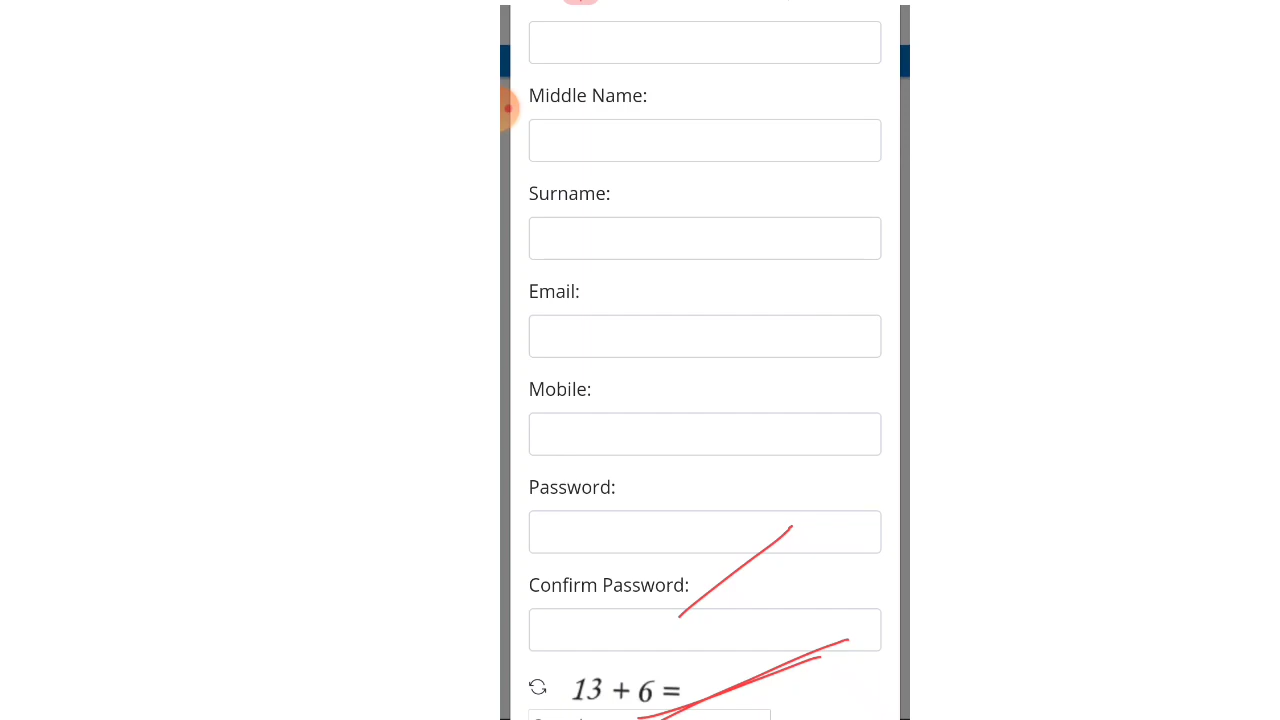 Middle Name:
Surname:
Email:
Mobile:
Password:
Confirm Password:
13 + 6 =